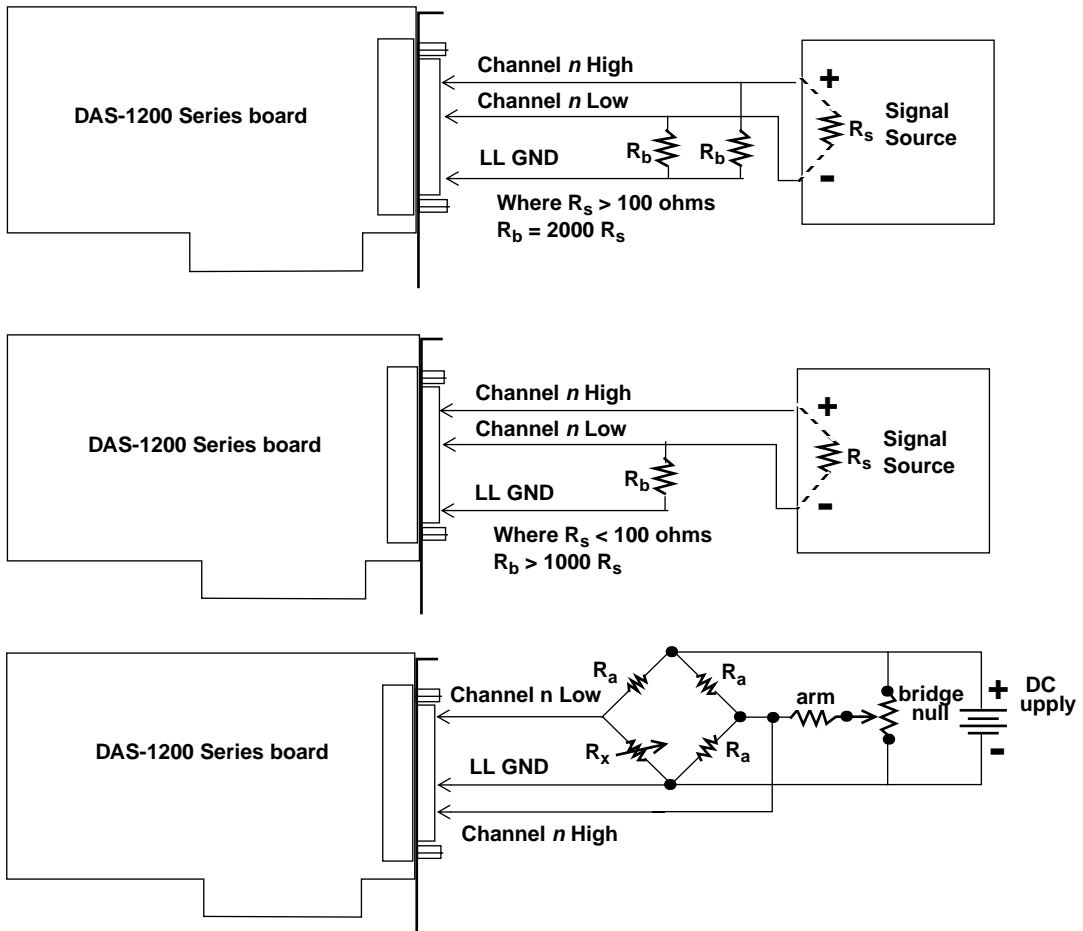 Channel n High
DAS-1200 Series board
Channel n Low
+
Signal
Source
Rs
Rb
Rb
LL GND
-
Where Rs > 100 ohms
Rb = 2000 Rs
Channel n High
DAS-1200 Series board
Channel n Low
+
Signal
Source
Rs
Rb
LL GND
-
Where Rs < 100 ohms
Rb > 1000 Rs
Ra
Ra
DAS-1200 Series board
Channel n Low
arm
bridge
null
+
DC
upply
Rx
Ra
LL GND
-
Channel n High